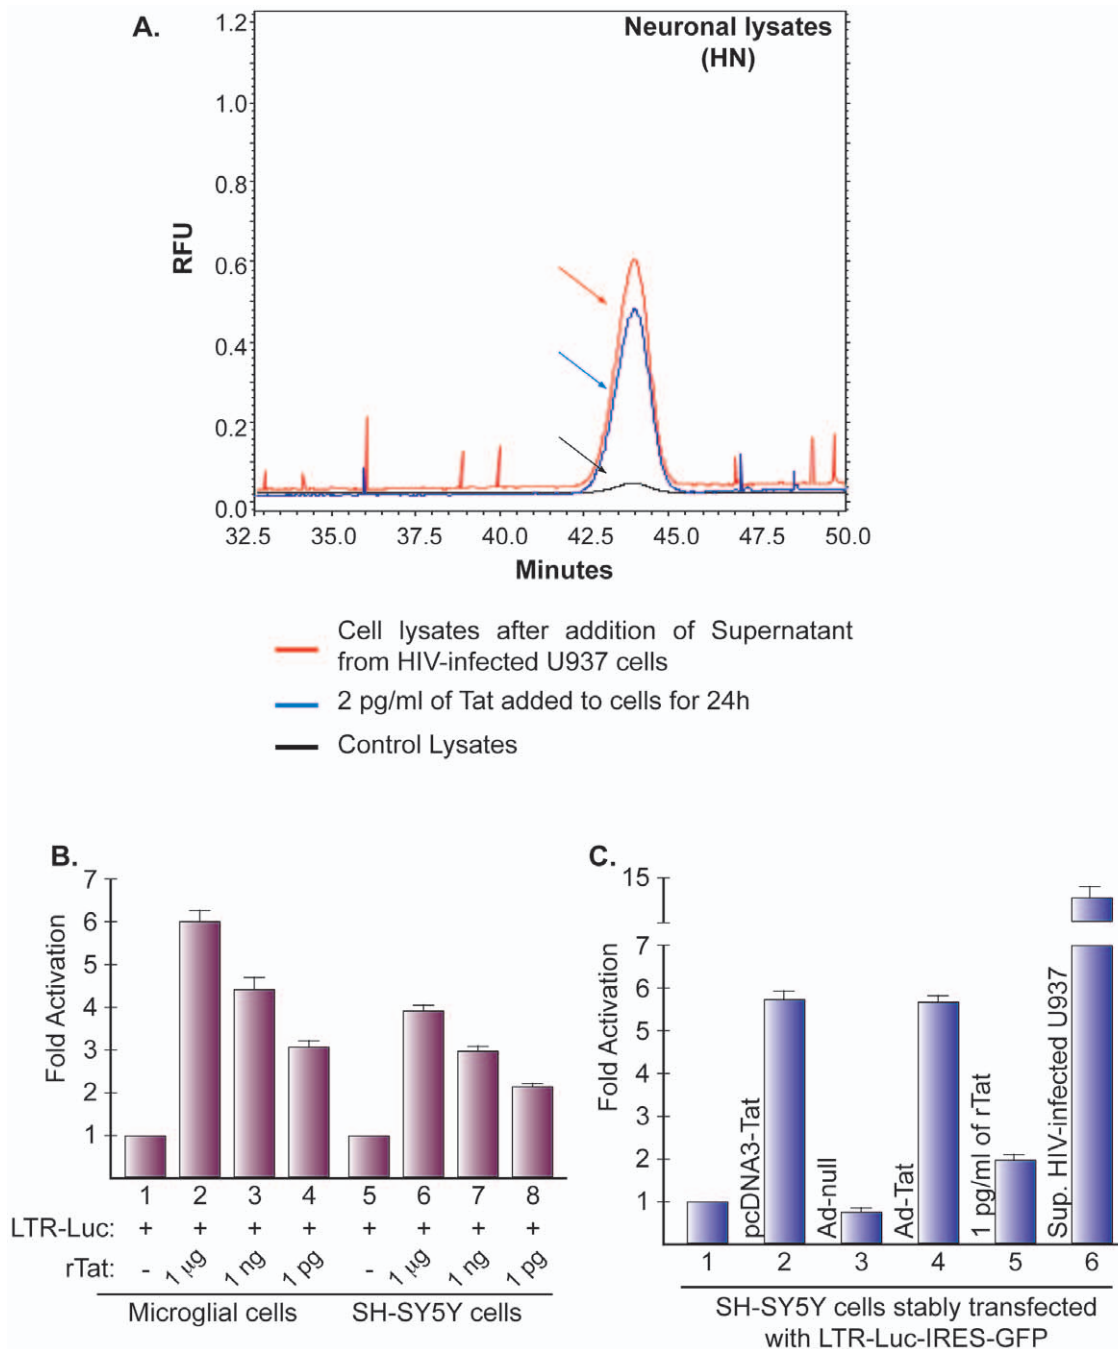 A.
Neuronal lysates
(HN)
1.2
1.0
0.8
0.6
0.4
0.2
0.0
RFU
32.5 35.0 37.5 40.0 42.5 45.0 47.5 50.0
Minutes
Cell lysates after addition of Supernatant
from HIV-infected U937 cells
2 pg/ml of Tat added to cells for 24h
Control Lysates
B.
7
6
5
4
3
2
1
Fold Activation
1 2 3 4 5 6 7 8
LTR-Luc: + + + + + + + +
rTat: - 1 µg 1 ng 1 pg - 1 µg 1 ng 1 pg
Microglial cells SH-SY5Y cells
C.
15
7
6
5
4
3
2
1
Fold Activation
pcDNA3-Tat
Ad-null
Ad-Tat
1 pg/ml of rTat
Sup. HIV-infected U937
1 2 3 4 5 6
SH-SY5Y cells stably transfected
with LTR-Luc-IRES-GFP